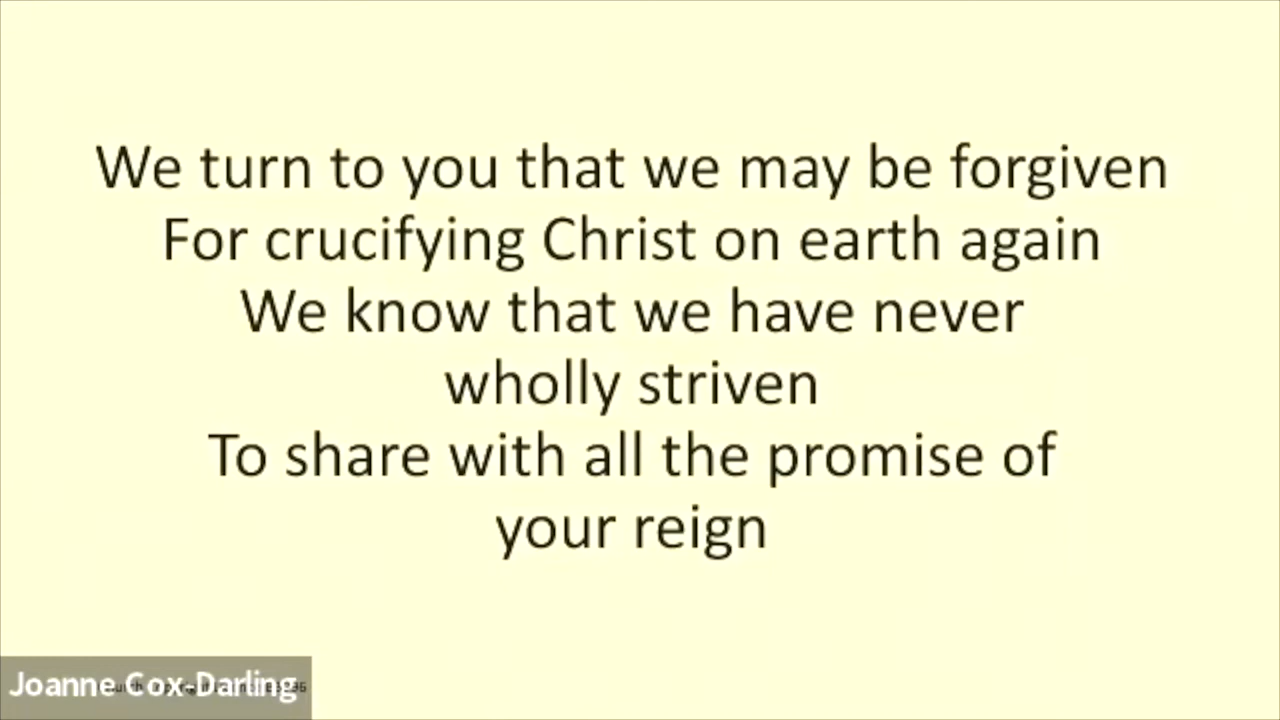 We turn to you that we may be forgiven
For crucifying Christ on earth again
We know that we have never
wholly striven
To share with all the promise of
your reign
Joanne Cox-Darling